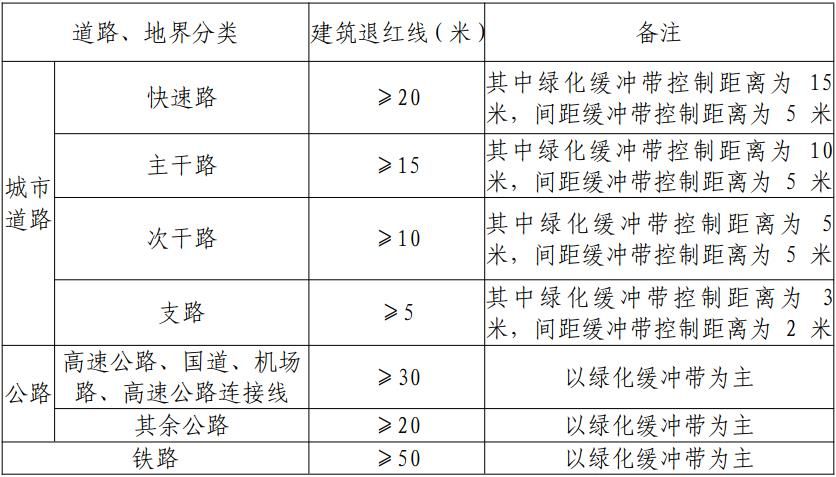 道路、地界分类 建筑退红线(米) 备注
城市
道路
快速路 ≥20 其中绿化缓冲带控制距离为 15
米，间距缓冲带控制距离为 5 米
主干路 ≥15 其中绿化缓冲带控制距离为 10
米，间距缓冲带控制距离为 5 米
次干路 ≥10 其中绿化缓冲带控制距离为 5
米，间距缓冲带控制距离为 5 米
支路 ≥5 其中绿化缓冲带控制距离为 3
米，间距缓冲带控制距离为 2 米
公路
高速公路、国道、机场
路、高速公路连接线 ≥30 以绿化缓冲带为主
其余公路 ≥20 以绿化缓冲带为主
铁路 ≥50 以绿化缓冲带为主